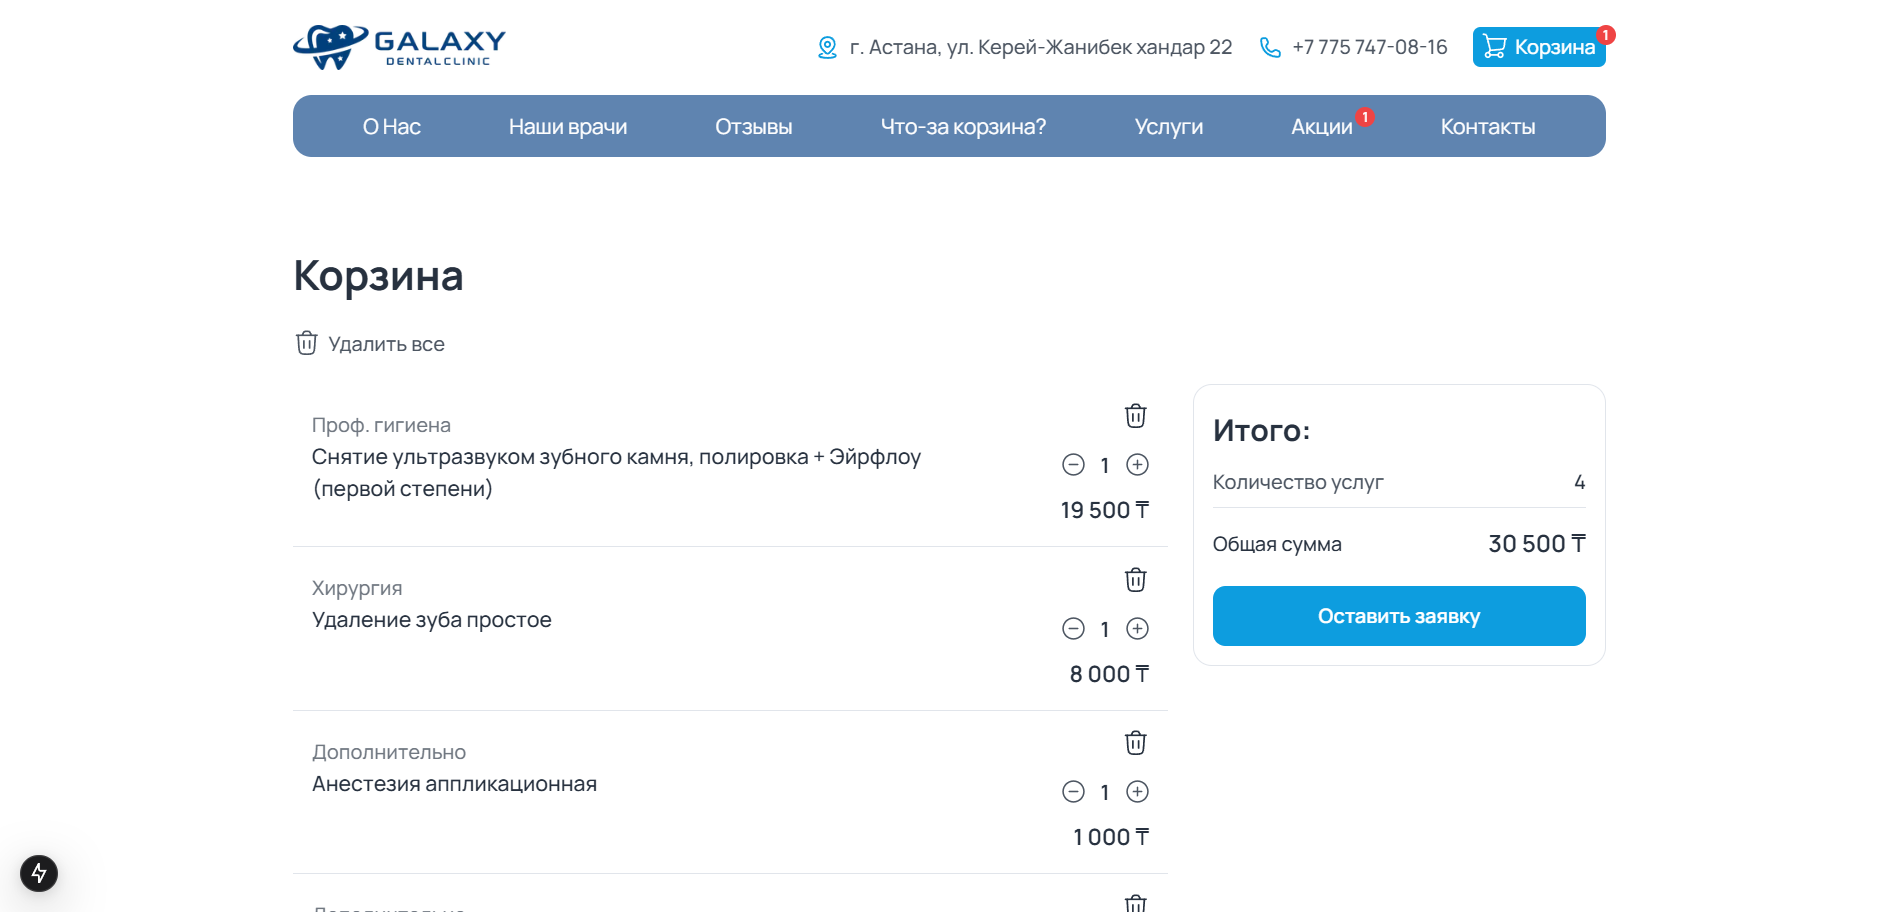 GALAXY
DENTALCLINIC
г. Астана, ул. Керей-Жанибек хандар 22
+7 775 747-08-16
Корзина
1
О Нас
Наши врачи
Отзывы
Что-за корзина?
Услуги
Акции
1
Контакты
Корзина
Удалить все
Проф. гигиена
Снятие ультразвуком зубного камня, полировка + Эйрфлоу
(первой степени)
1
19 500 ₸
Хирургия
Удаление зуба простое
1
8 000 ₸
Дополнительно
Анестезия аппликационная
1
1 000 ₸
Итого:
Количество услуг 4
Общая сумма 30 500 ₸
Оставить заявку